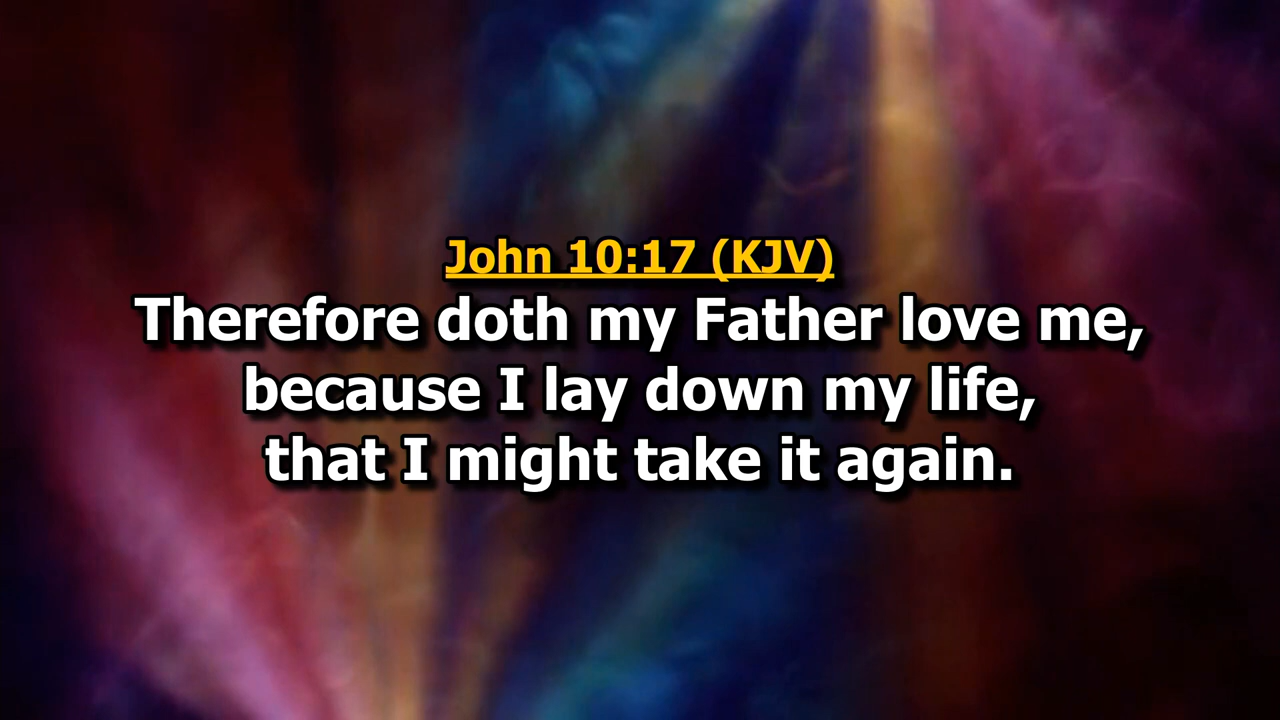 John 10:17 (KJV)
Therefore doth my Father love me,
because I lay down my life,
that I might take it again.